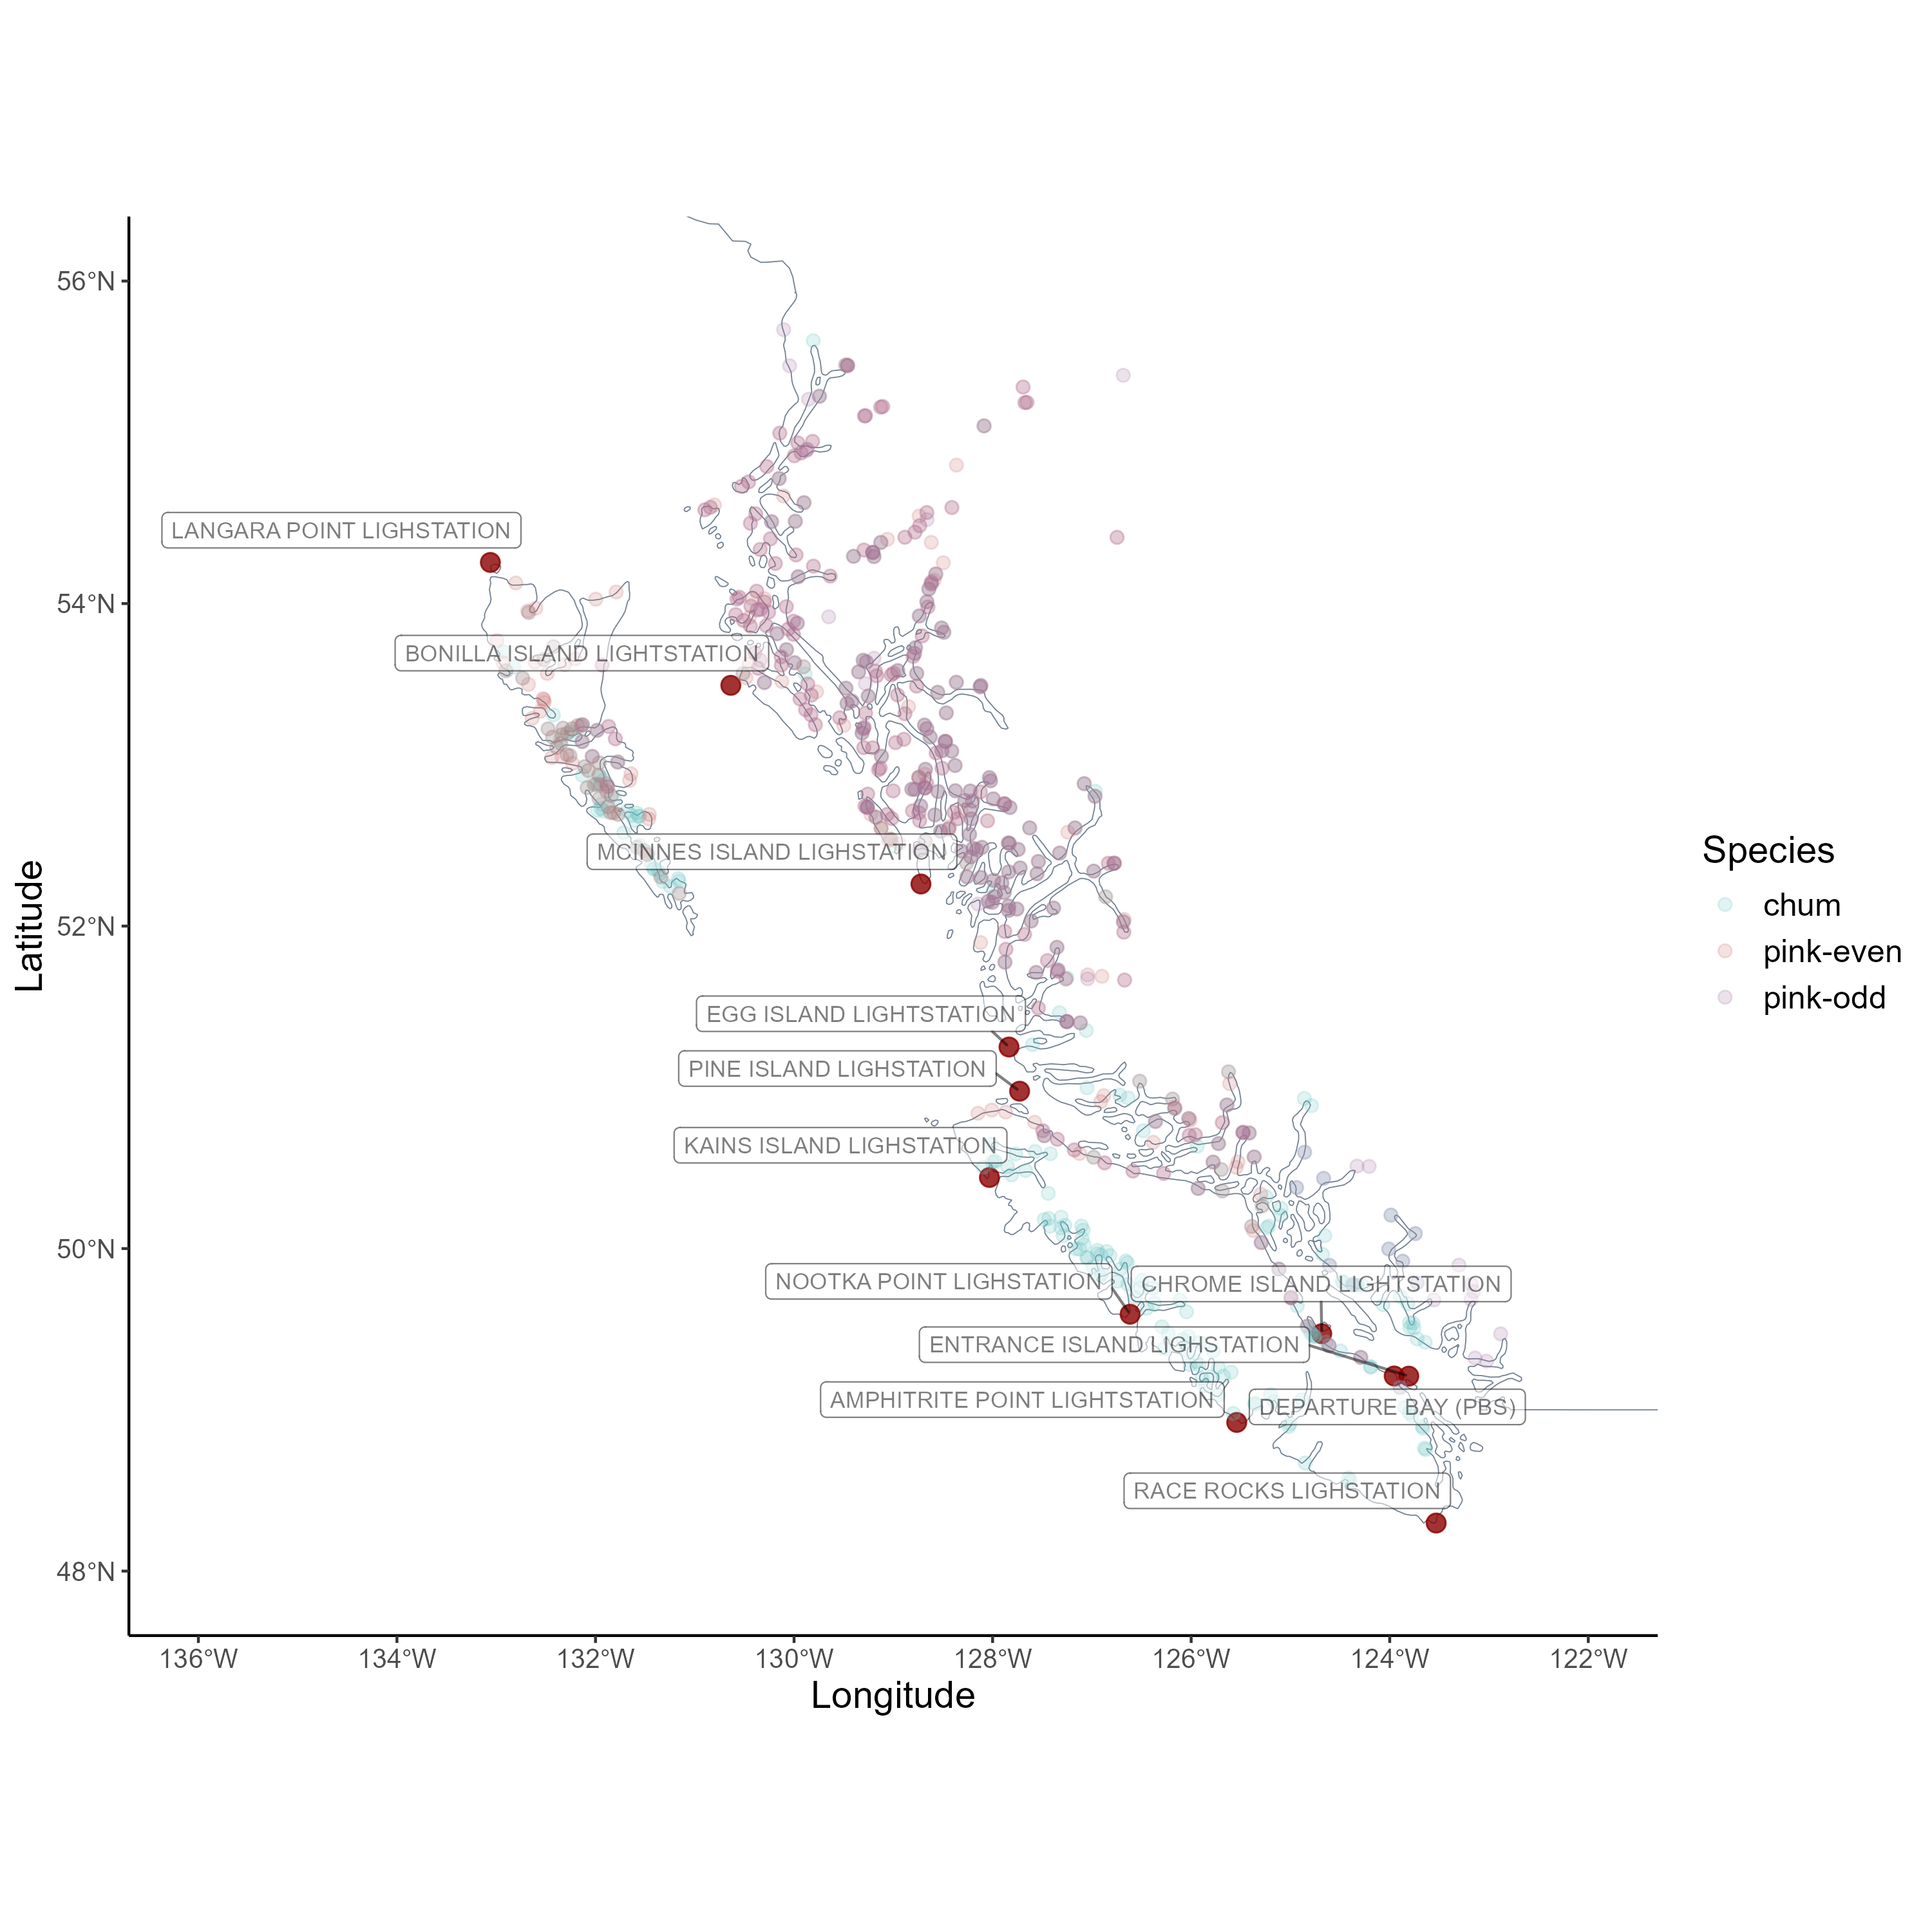 56°N
54°N
52°N
50°N
48°N
Latitude
LANGARA POINT LIGHSTATION
BONILLA ISLAND LIGHTSTATION
MCINNES ISLAND LIGHSTATION
EGG ISLAND LIGHTSTATION
PINE ISLAND LIGHSTATION
KAINS ISLAND LIGHSTATION
NOOTKA POINT LIGHSTATION
CHROME ISLAND LIGHTSTATION
ENTRANCE ISLAND LIGHSTATION
AMPHITRITE POINT LIGHTSTATION
DEPARTURE BAY (PBS)
RACE ROCKS LIGHSTATION
136°W
134°W
132°W
130°W
128°W
126°W
124°W
122°W
Longitude
Species
chum
pink-even
pink-odd